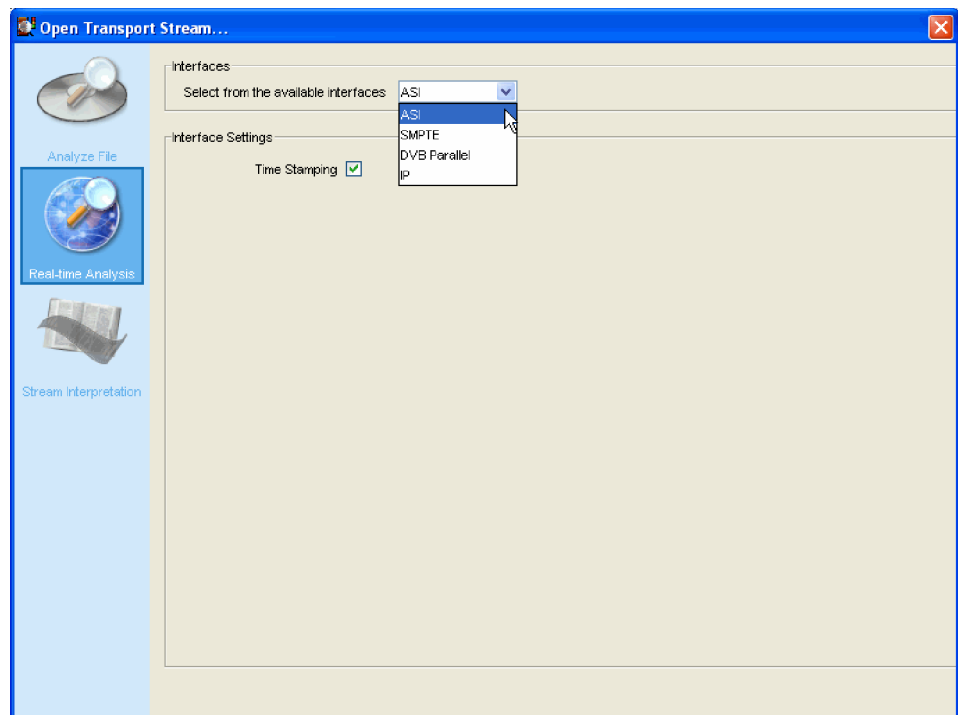 Open Transport Stream...
Interfaces
Select from the available interfaces ASI
ASI
SMPTE
DVB Parallel
IP
Interface Settings
Time Stamping
Analyze File
Real-time Analysis
Stream Interpretation